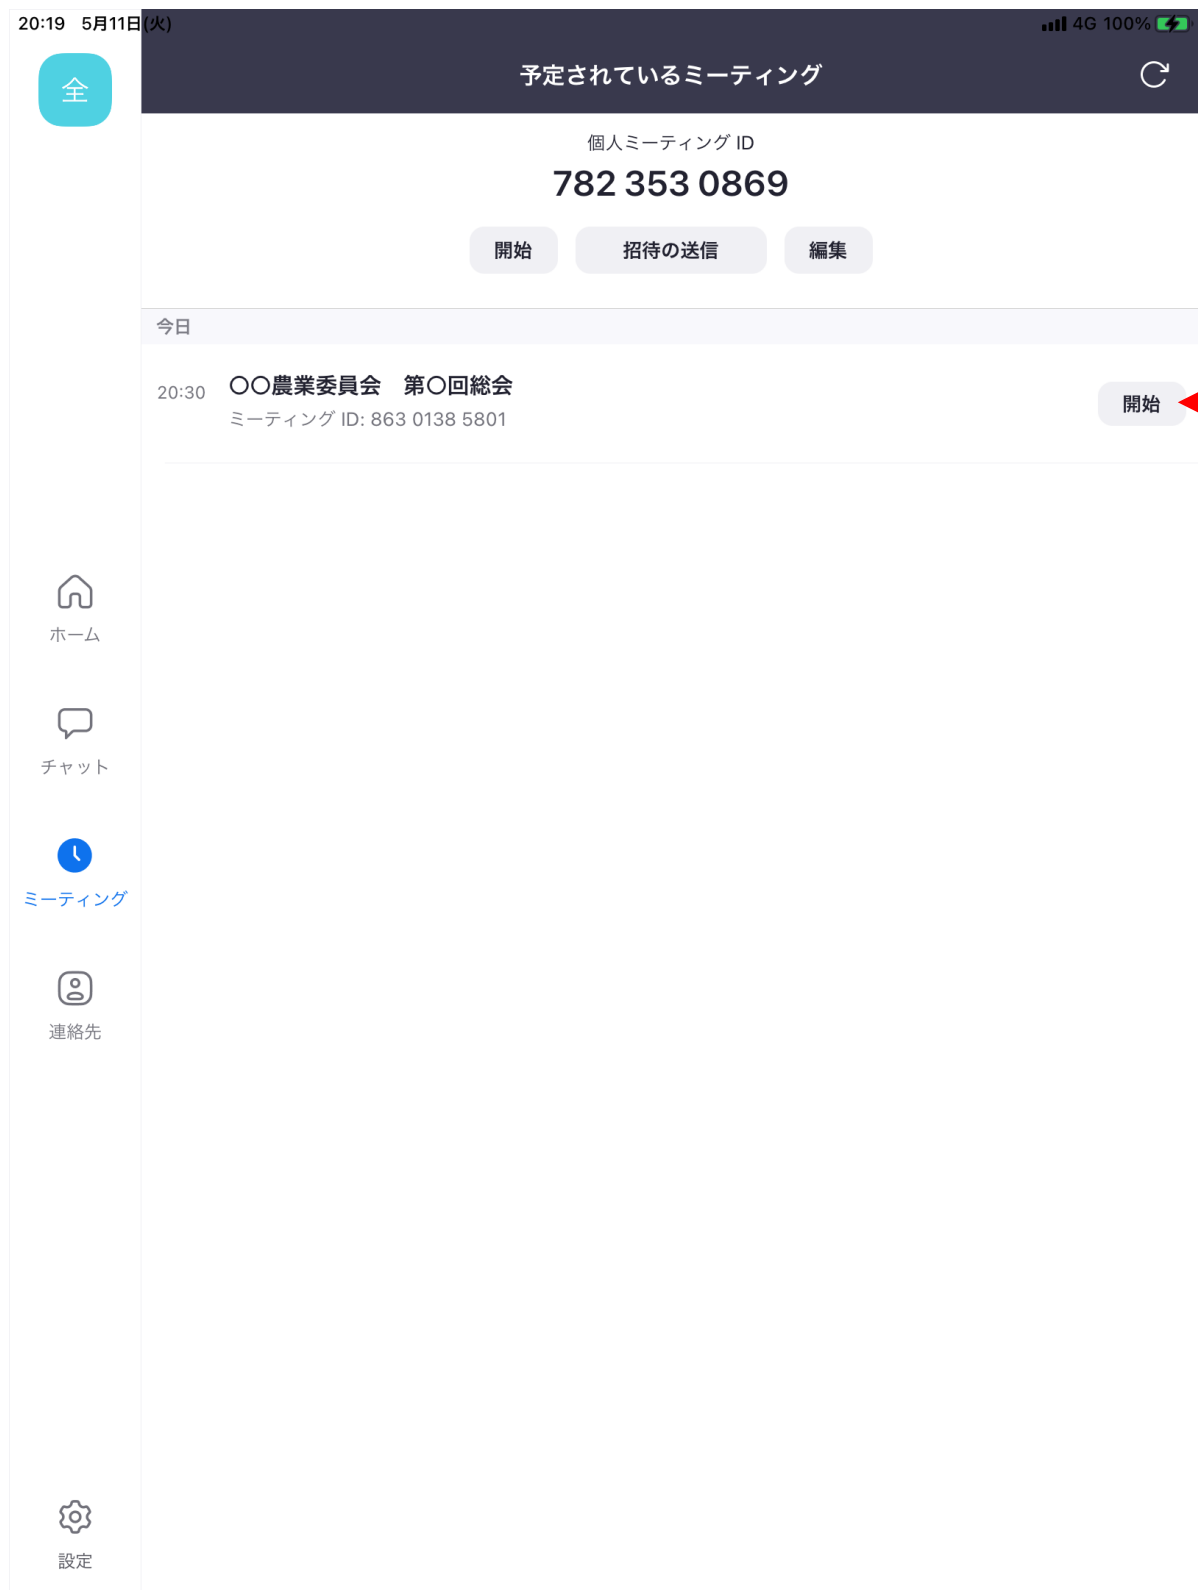 20:19 5月11日(火)
4G 100%
全
予定されているミーティング
個人ミーティング ID
782 353 0869
開始 招待の送信 編集
今日
20:30 〇〇農業委員会　第〇回総会
ミーティング ID: 863 0138 5801
開始
ホーム
チャット
ミーティング
連絡先
設定